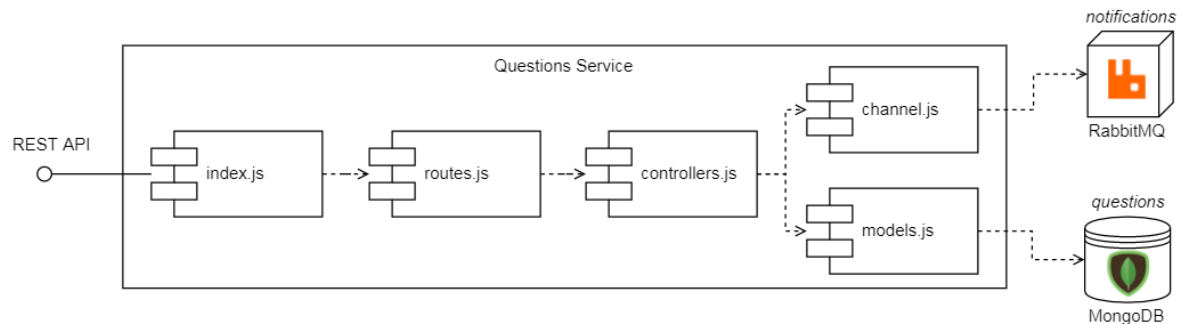 notifications
Questions Service
channel.js
RabbitMQ
REST API
index.js
routes.js
controllers.js
questions
models.js
MongoDB